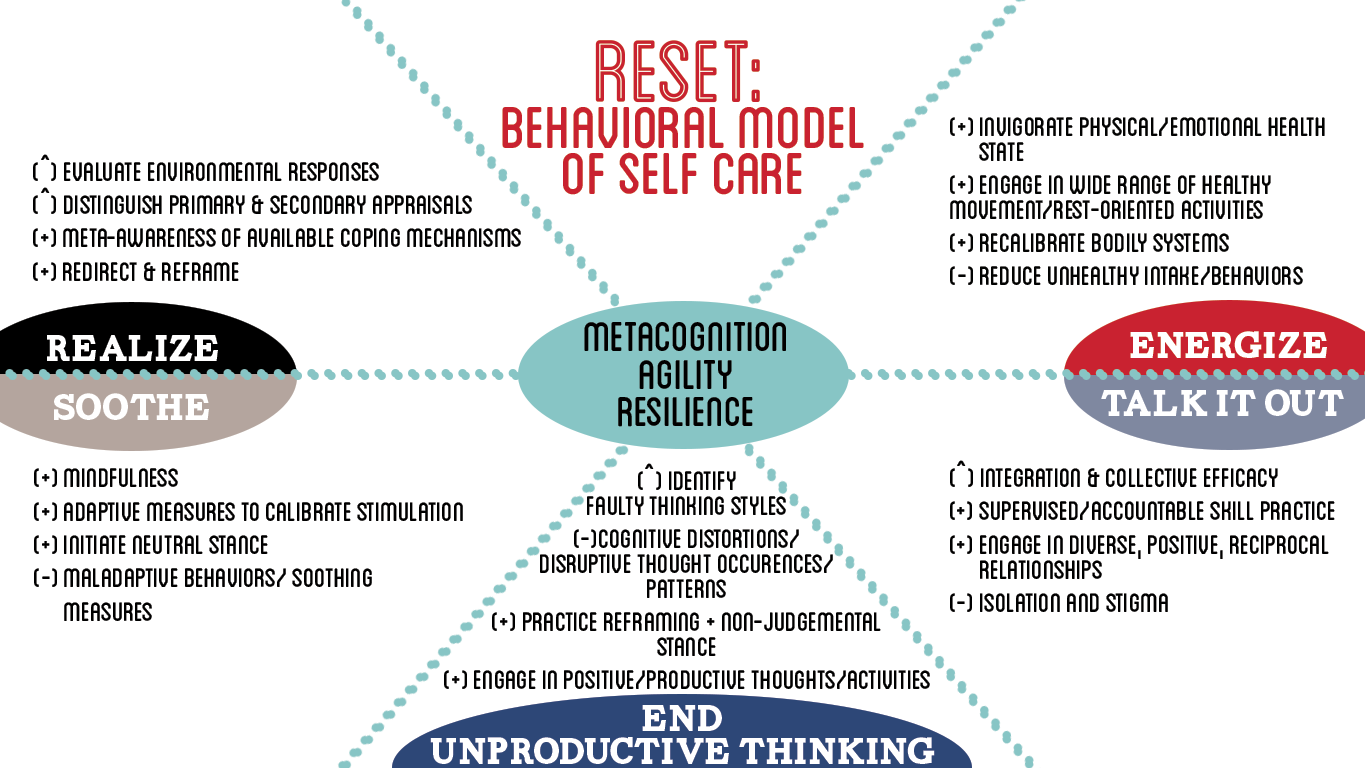 RESET:
BEHAVIORAL MODEL
OF SELF CARE
(^) EVALUATE ENVIRONMENTAL RESPONSES
(^) DISTINGUISH PRIMARY & SECONDARY APPRAISALS
(+) META-AWARENESS OF AVAILABLE COPING MECHANISMS
(+) REDIRECT & REFRAME
REALIZE
SOOTHE
(+) MINDFULNESS
(+) ADAPTIVE MEASURES TO CALIBRATE STIMULATION
(+) INITIATE NEUTRAL STANCE
(-) MALADAPTIVE BEHAVIORS/ SOOTHING
MEASURES
METACOGNITION
AGILITY
RESILIENCE
(^) IDENTIFY
FAULTY THINKING STYLES
(-)COGNITIVE DISTORTIONS/
DISRUPTIVE THOUGHT OCCURENCES/
PATTERNS
(+) PRACTICE REFRAMING + NON-JUDGEMENTAL
STANCE
(+) ENGAGE IN POSITIVE/PRODUCTIVE THOUGHTS/ACTIVITIES
END
UNPRODUCTIVE THINKING
(+) INVIGORATE PHYSICAL/EMOTIONAL HEALTH
STATE
(+) ENGAGE IN WIDE RANGE OF HEALTHY
MOVEMENT/REST-ORIENTED ACTIVITIES
(+) RECALIBRATE BODILY SYSTEMS
(-) REDUCE UNHEALTHY INTAKE/BEHAVIORS
ENERGIZE
TALK IT OUT
(^) INTEGRATION & COLLECTIVE EFFICACY
(+) SUPERVISED/ACCOUNTABLE SKILL PRACTICE
(+) ENGAGE IN DIVERSE, POSITIVE, RECIPROCAL
RELATIONSHIPS
(-) ISOLATION AND STIGMA